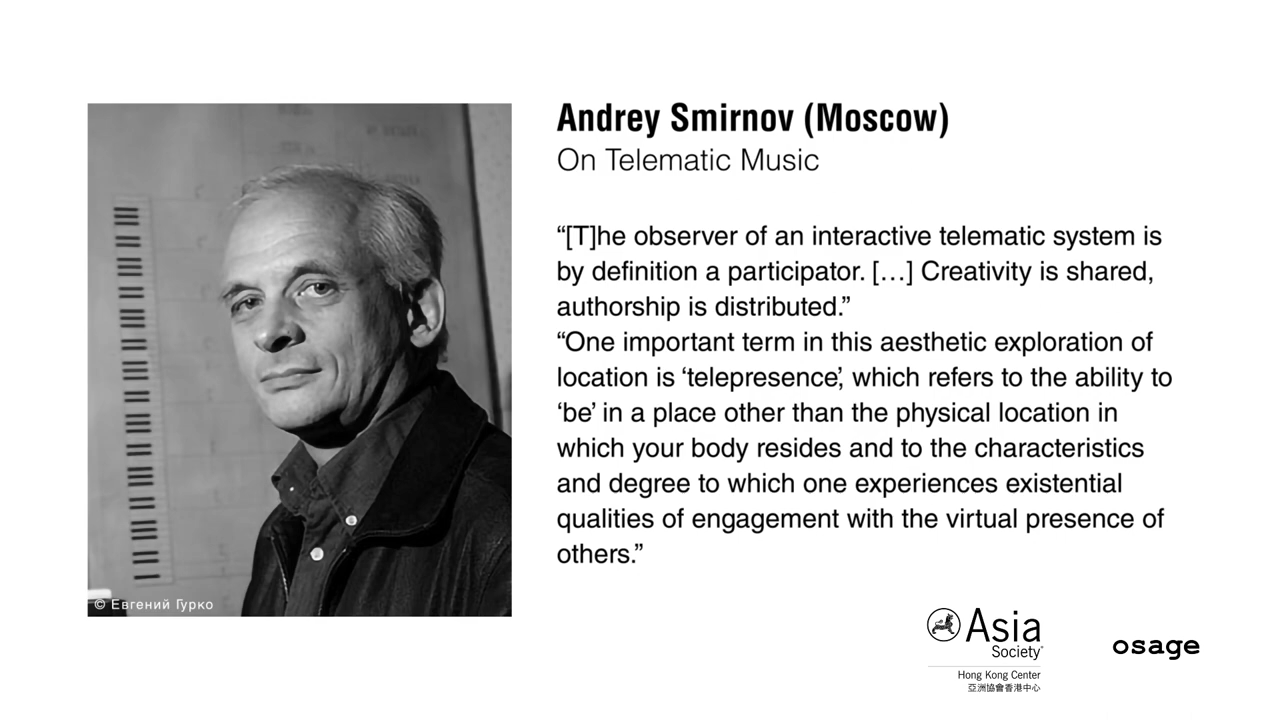 Andrey Smirnov (Moscow)
On Telematic Music
“[T]he observer of an interactive telematic system is
by definition a participator. […] Creativity is shared,
authorship is distributed.”
“One important term in this aesthetic exploration of
location is ‘telepresence’, which refers to the ability to
‘be’ in a place other than the physical location in
which your body resides and to the characteristics
and degree to which one experiences existential
qualities of engagement with the virtual presence of
others.”
© Евгений Гурко
Asia
Society
Hong Kong Center
亞洲協會香港中心
osage